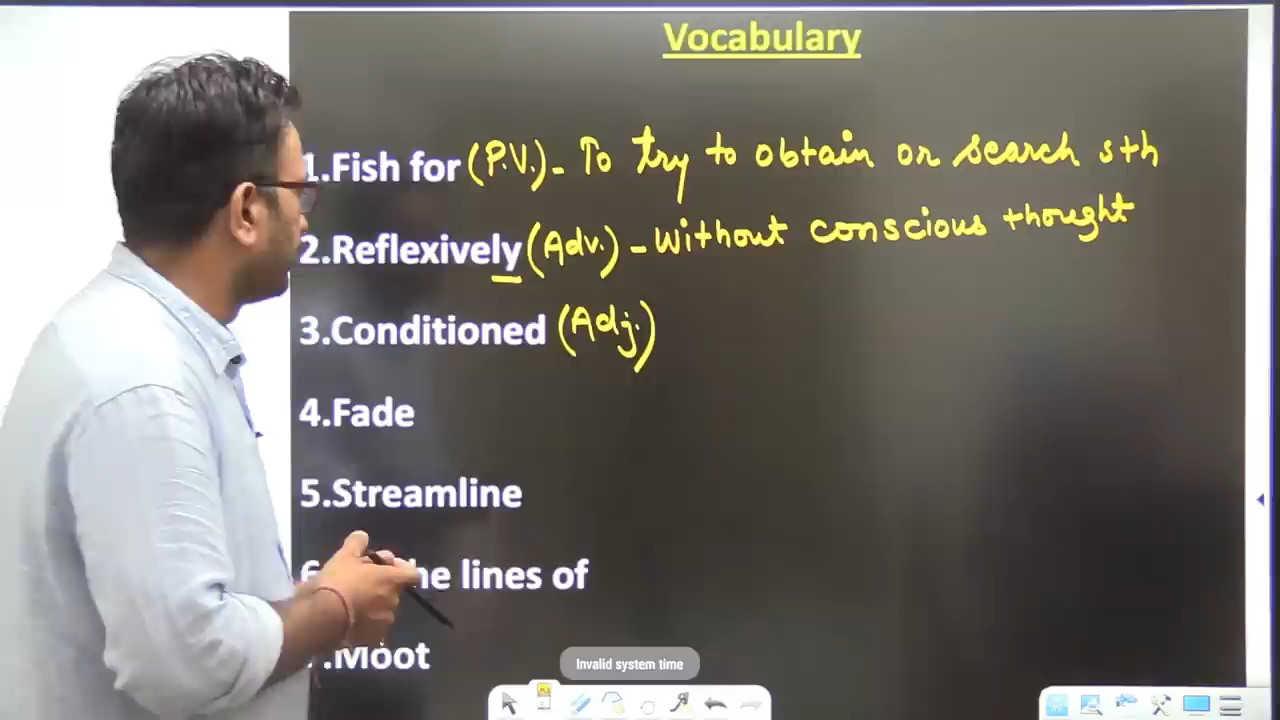 Vocabulary
1.Fish for (P.V.) - To try to obtain or search sth
2.Reflexively (Adv.) - Without conscious thought
3.Conditioned (Adj.)
4.Fade
5.Streamline
he lines of
.Moot
Invalid system time